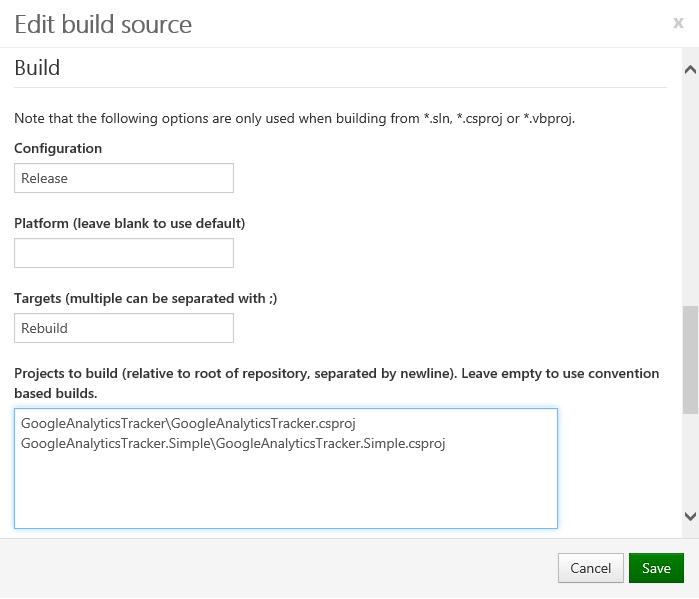 Edit build source
x
Build
Note that the following options are only used when building from *.sln, *.csproj or *.vbproj.
Configuration
Release
Platform (leave blank to use default)
Targets (multiple can be separated with ;)
Rebuild
Projects to build (relative to root of repository, separated by newline). Leave empty to use convention
based builds.
GoogleAnalyticsTracker\GoogleAnalyticsTracker.csproj
GoogleAnalyticsTracker.Simple\GoogleAnalyticsTracker.Simple.csproj
Cancel Save